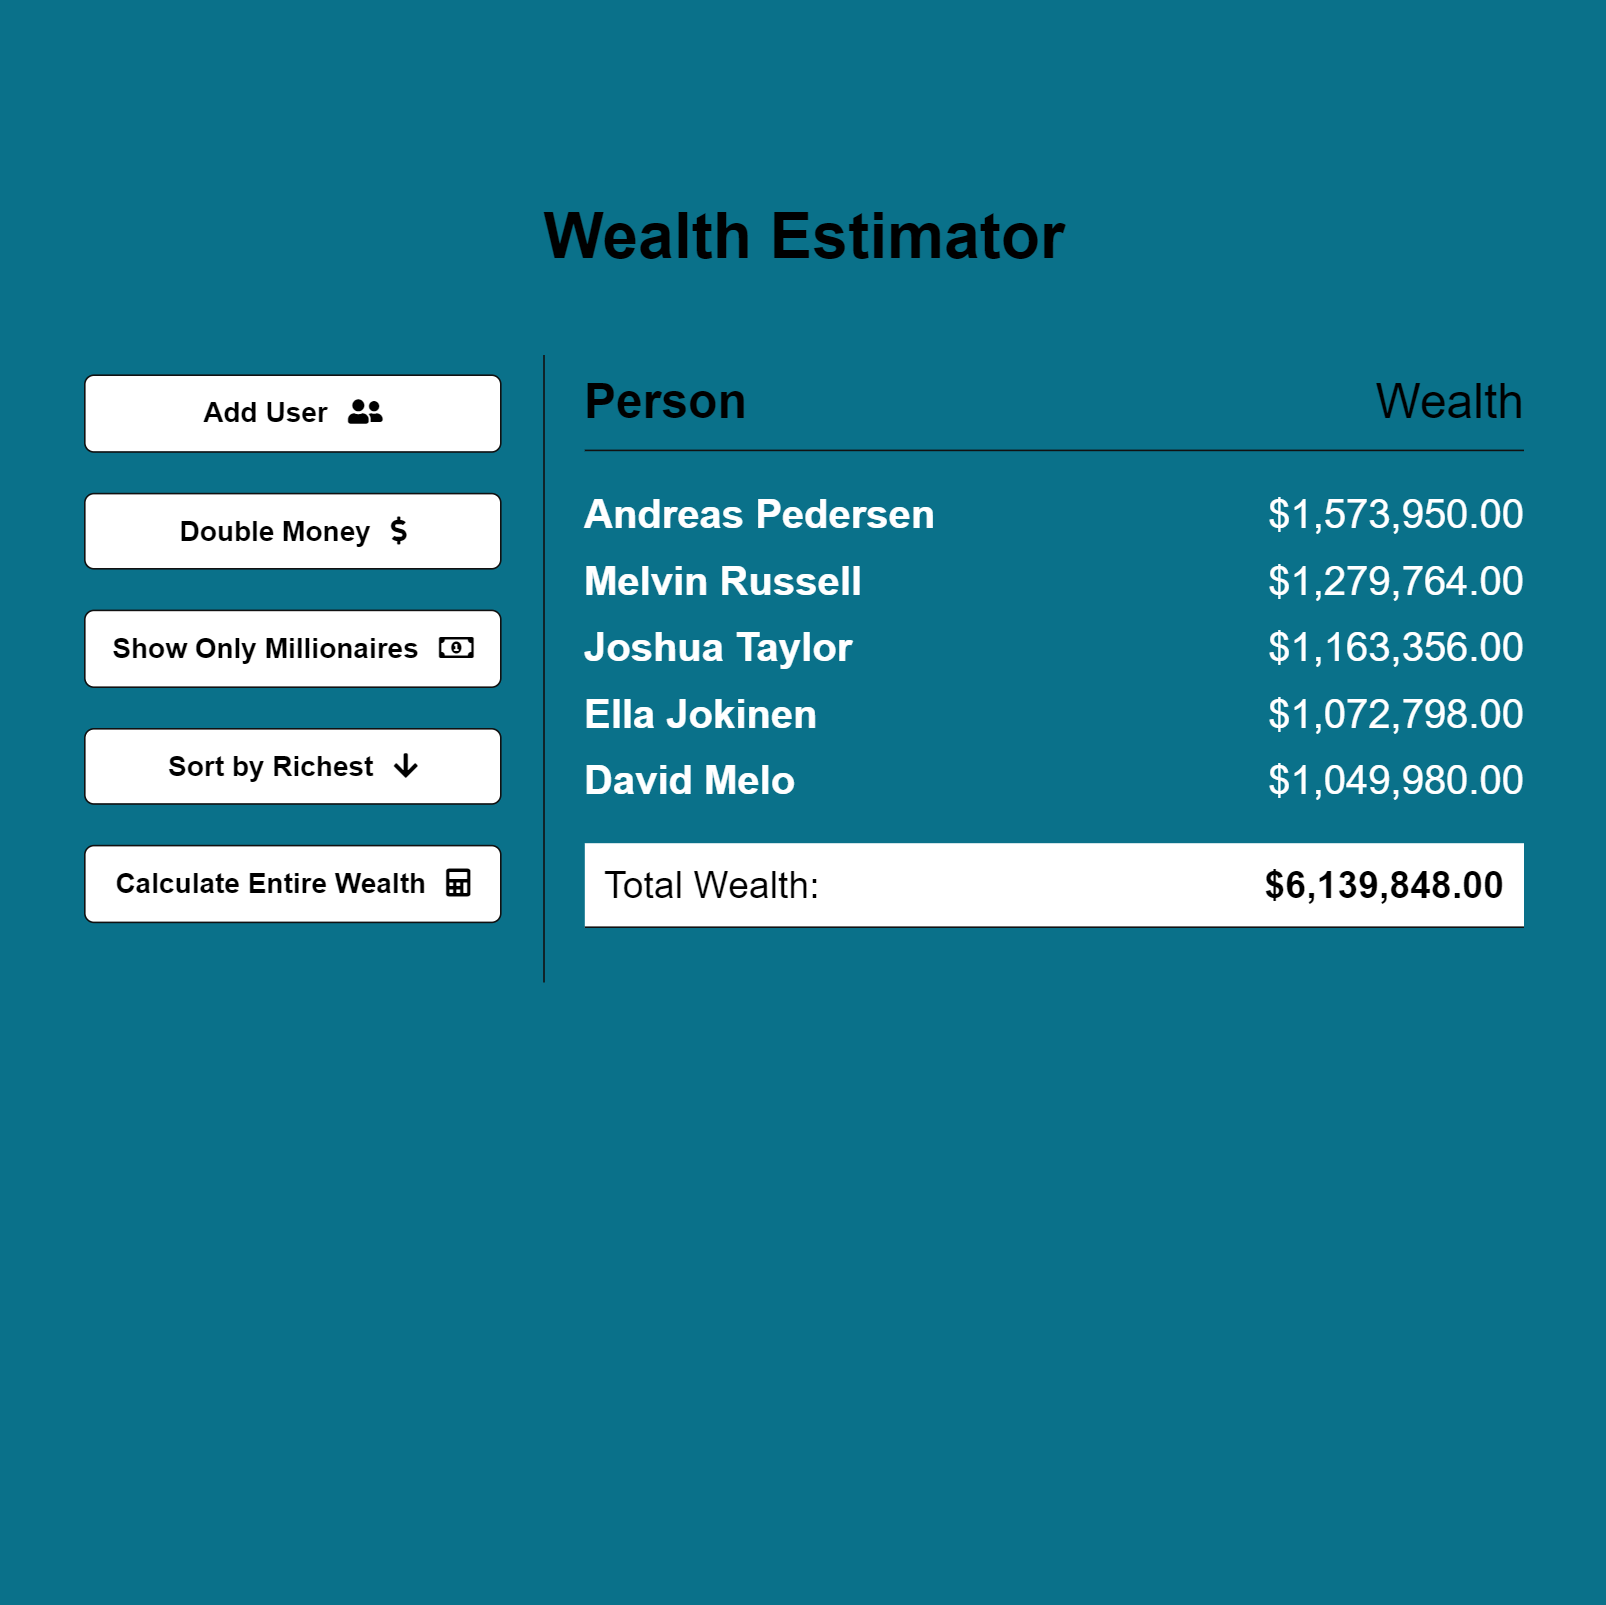 Wealth Estimator
Add User
Double Money $
Show Only Millionaires
Sort by Richest
Calculate Entire Wealth
Person Wealth
Andreas Pedersen $1,573,950.00
Melvin Russell $1,279,764.00
Joshua Taylor $1,163,356.00
Ella Jokinen $1,072,798.00
David Melo $1,049,980.00
Total Wealth: $6,139,848.00